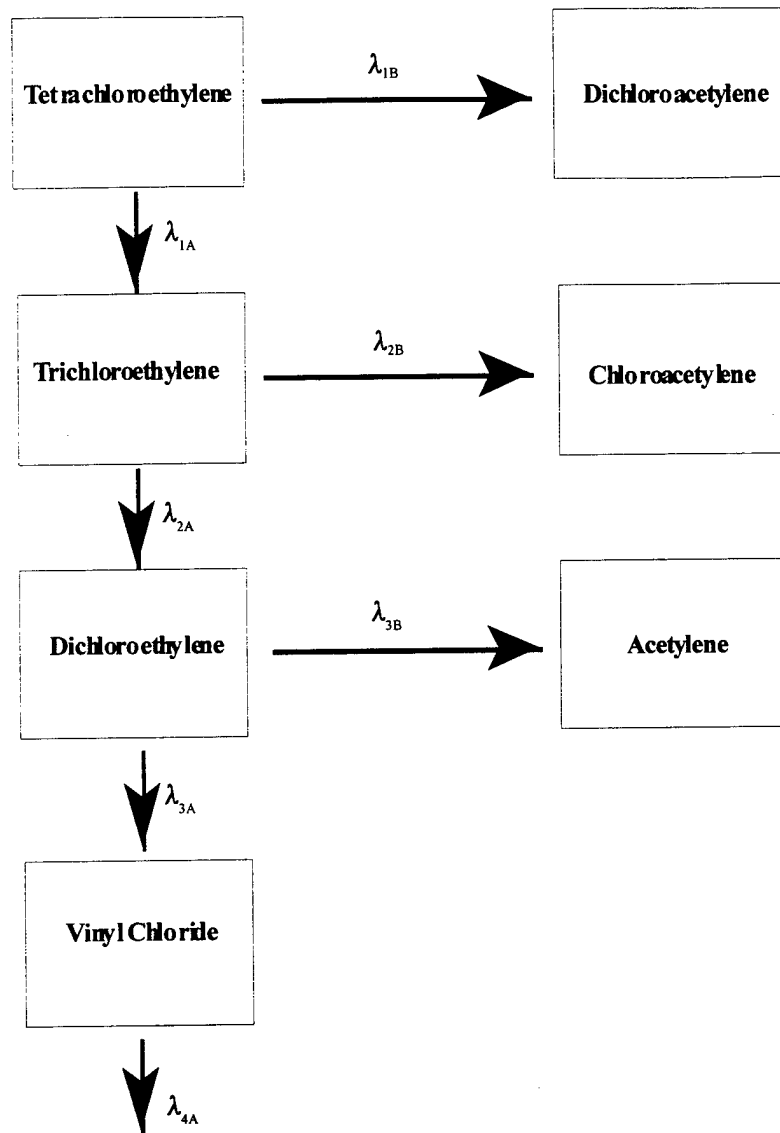 Tetrachloroethylene
λ1B
Dichloroacetylene
λ1A
Trichloroethylene
λ2B
Chloroacetylene
λ2A
Dichloroethylene
λ3B
Acetylene
λ3A
Vinyl Chloride
λ4A